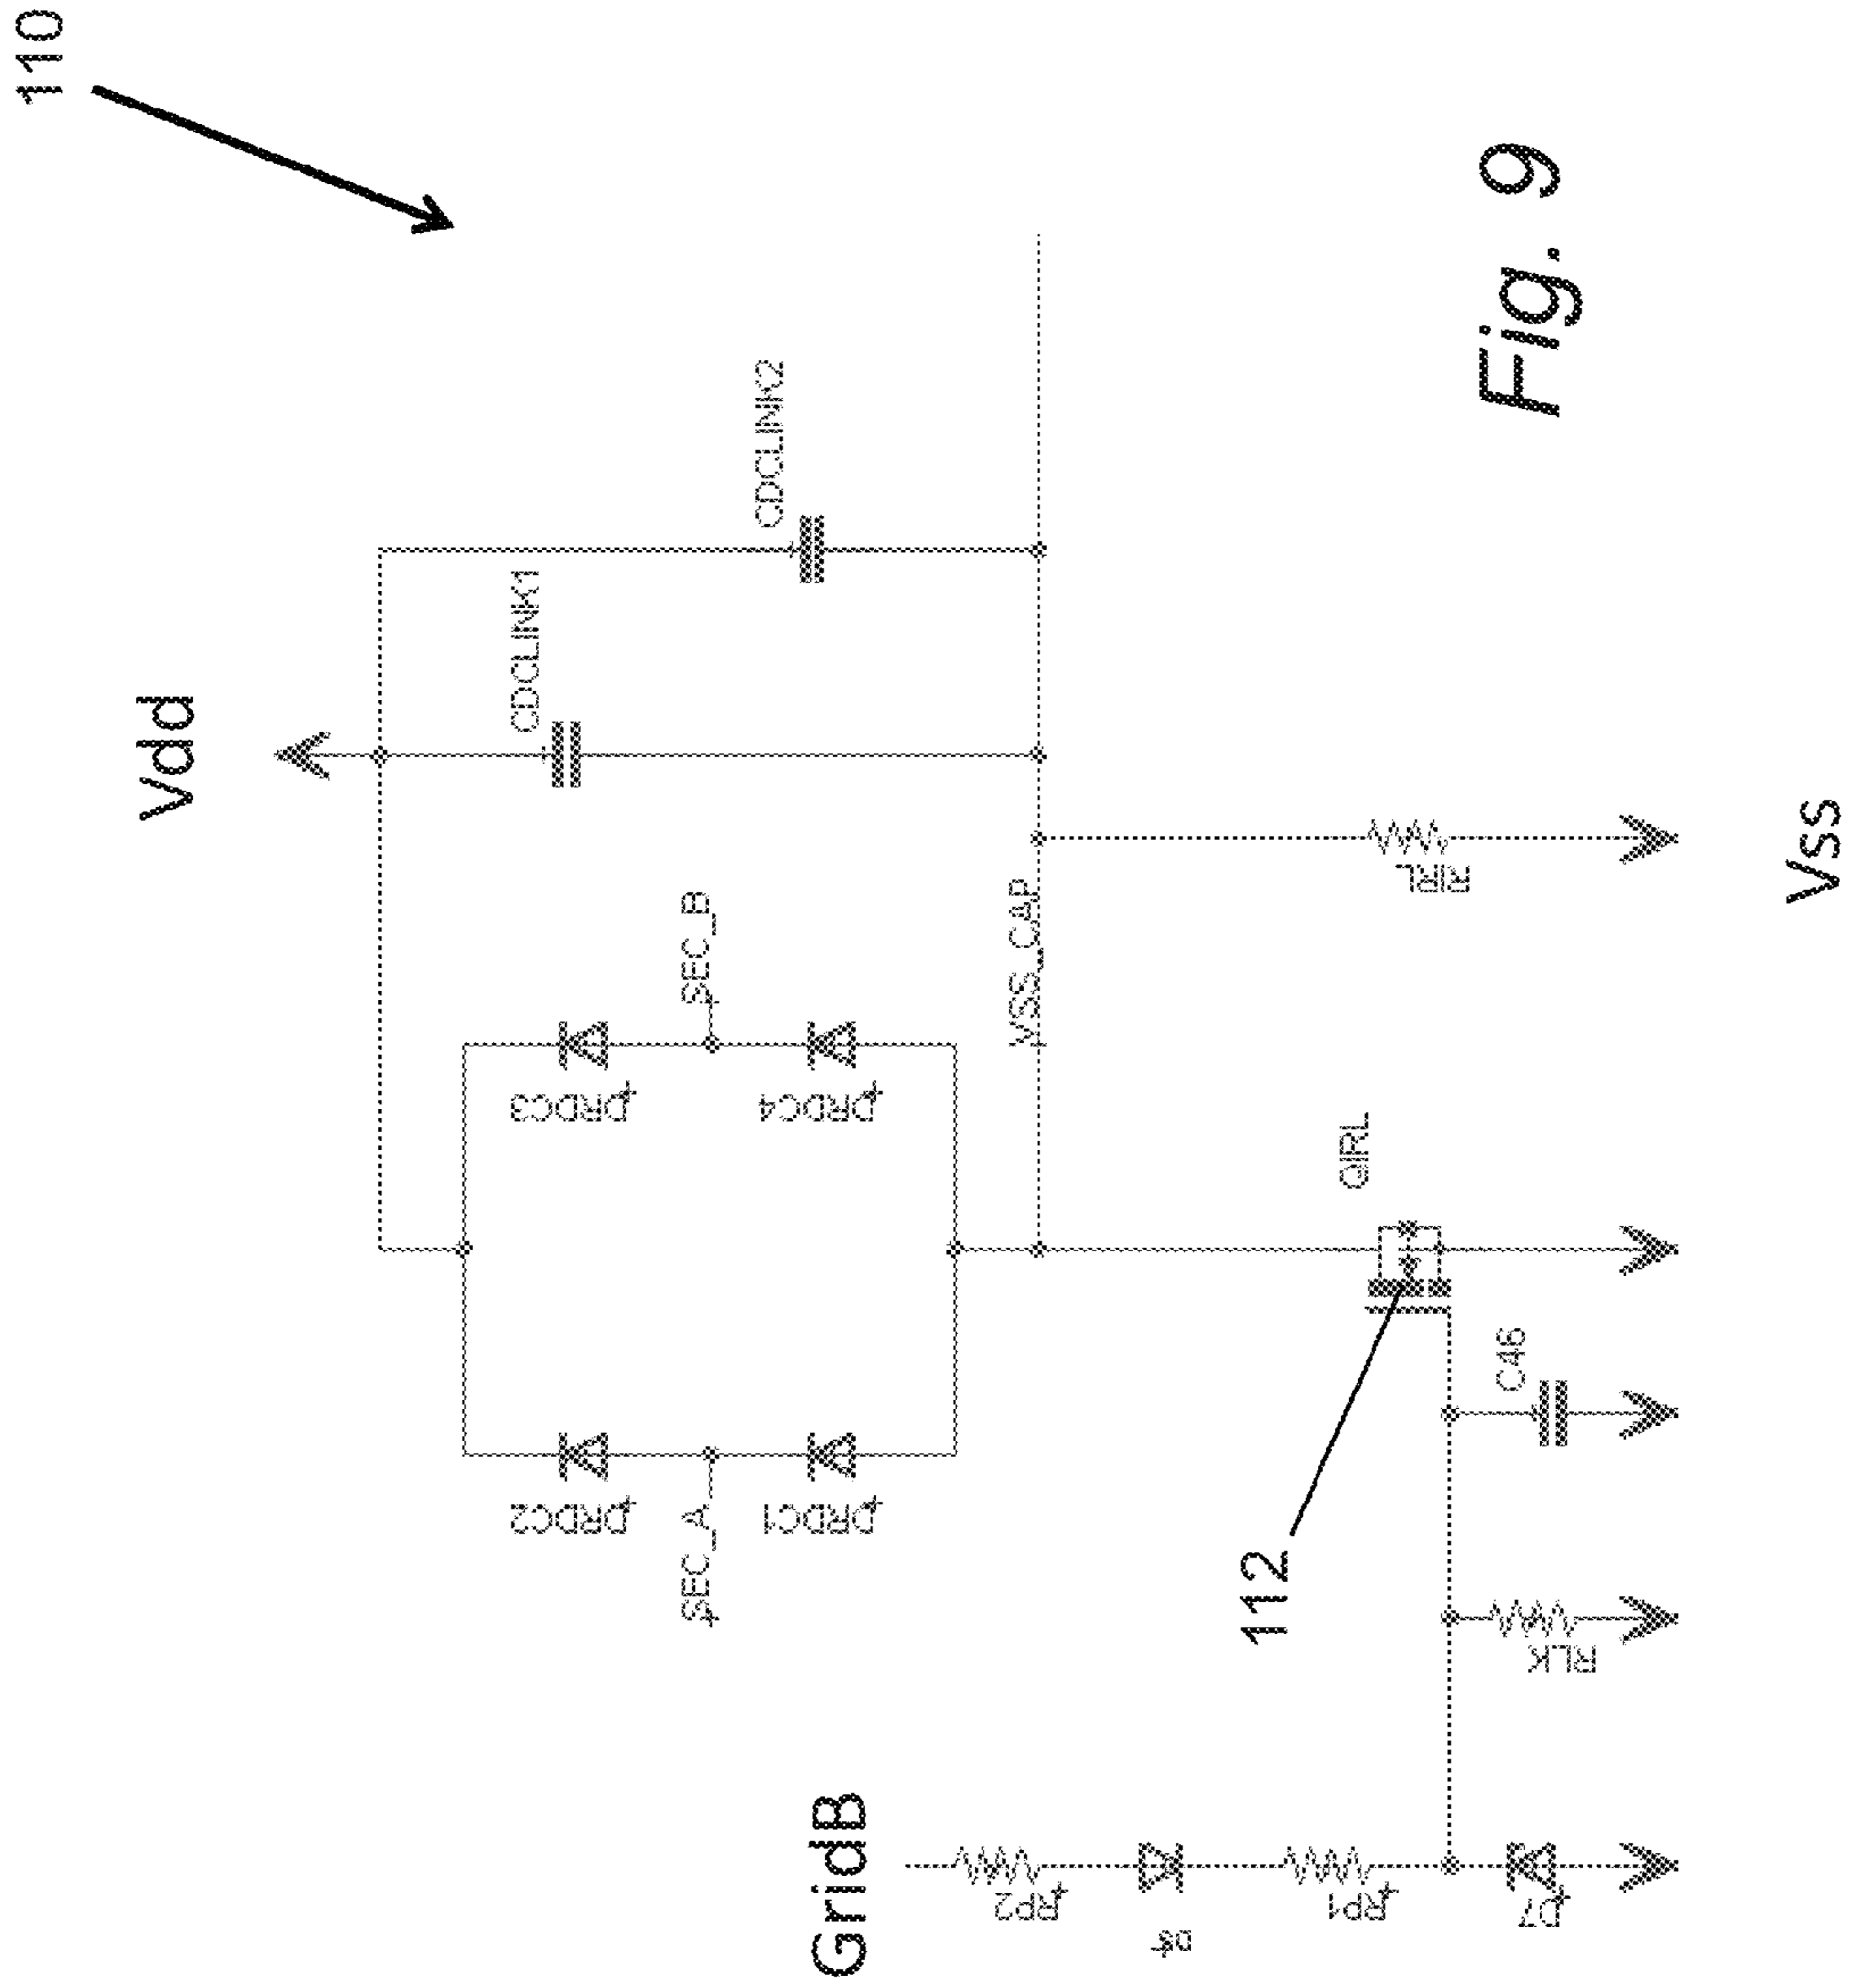 110
Vdd
CDCLINK1
CDCLINK2
DRDC3
SEC_B
DRDC4
DRDC2
SEC_A
DRDC1
VSS_CAP
RIRL
Vss
QIRL
112
C46
RLK
GridB
RP2
RP1
D7
Fig. 9